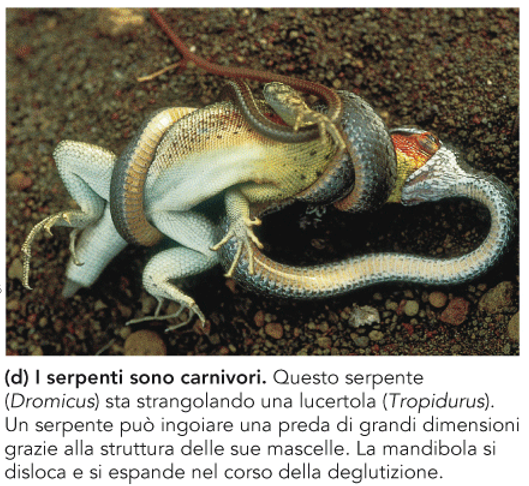 (d) I serpenti sono carnivori. Questo serpente
(Dromicus) sta strangolando una lucertola (Tropidurus).
Un serpente può ingoiare una preda di grandi dimensioni
grazie alla struttura delle sue mascelle. La mandibola si
disloca e si espande nel corso della deglutizione.